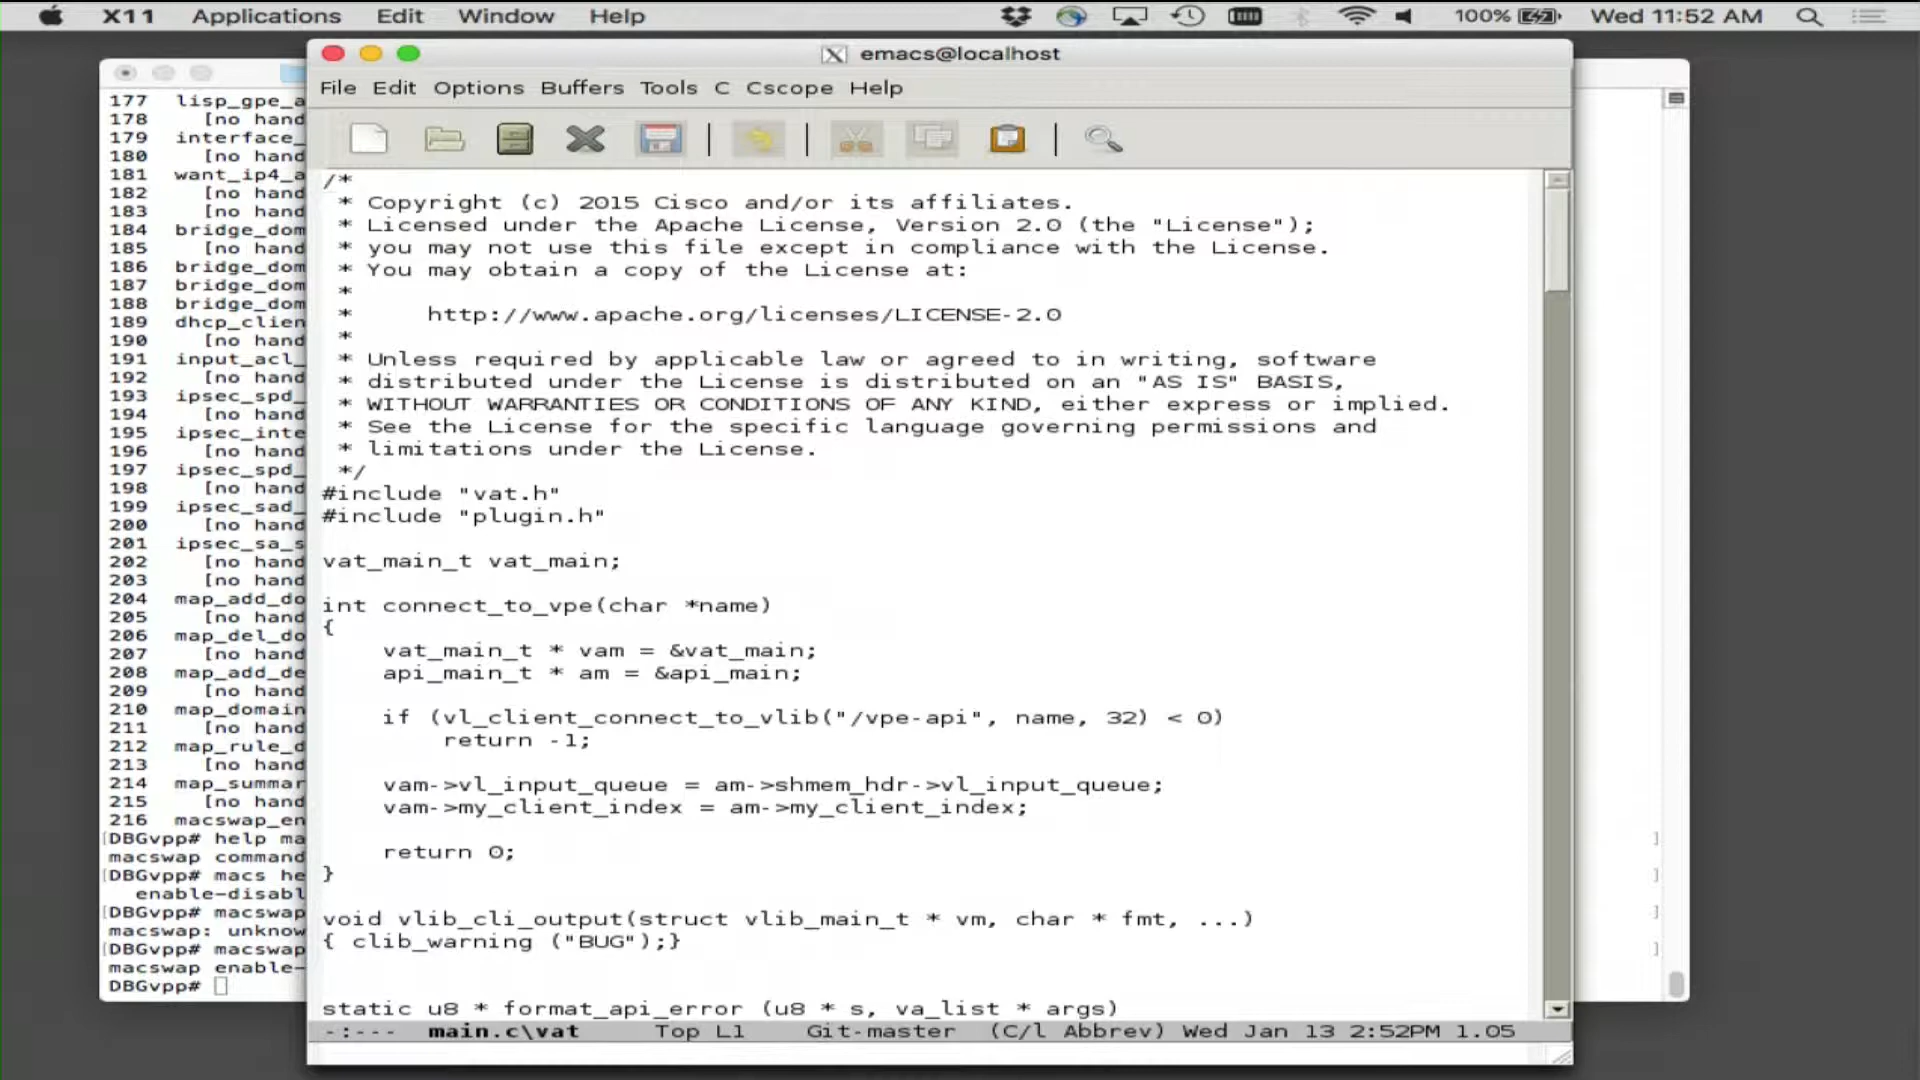 X11 Applications Edit Window Help 100% Wed 11:52 AM
emacs@localhost
File Edit Options Buffers Tools C Cscope Help
177 lisp_gpe_a
178 [no hand
179 interface_
180 [no hand
181 want_ip4_a
182 [no hand
183 [no hand
184 bridge_dom
185 [no hand
186 bridge_dom
187 bridge_dom
188 bridge_dom
189 dhcp_clien
190 [no hand
191 input_acl_
192 [no hand
193 ipsec_spd_
194 [no hand
195 ipsec_inte
196 [no hand
197 ipsec_spd_
198 [no hand
199 ipsec_sad_
200 [no hand
201 ipsec_sa_s
202 [no hand
203 [no hand
204 map_add_do
205 [no hand
206 map_del_do
207 [no hand
208 map_add_de
209 [no hand
210 map_domain
211 [no hand
212 map_rule_d
213 [no hand
214 map_summar
215 [no hand
216 macswap_en
[DBGvpp# help ma ]
macswap command
[DBGvpp# macs he ]
enable-disabl
[DBGvpp# macswap ]
macswap: unknow
[DBGvpp# macswap ]
macswap enable-
DBGvpp#
/*
* Copyright (c) 2015 Cisco and/or its affiliates.
* Licensed under the Apache License, Version 2.0 (the "License");
* you may not use this file except in compliance with the License.
* You may obtain a copy of the License at:
*
* http://www.apache.org/licenses/LICENSE-2.0
*
* Unless required by applicable law or agreed to in writing, software
* distributed under the License is distributed on an "AS IS" BASIS,
* WITHOUT WARRANTIES OR CONDITIONS OF ANY KIND, either express or implied.
* See the License for the specific language governing permissions and
* limitations under the License.
*/
#include "vat.h"
#include "plugin.h"
vat_main_t vat_main;
int connect_to_vpe(char *name)
{
vat_main_t * vam = &vat_main;
api_main_t * am = &api_main;
if (vl_client_connect_to_vlib("/vpe-api", name, 32) < 0)
return -1;
vam->vl_input_queue = am->shmem_hdr->vl_input_queue;
vam->my_client_index = am->my_client_index;
return 0;
}
void vlib_cli_output(struct vlib_main_t * vm, char * fmt, ...)
{ clib_warning ("BUG");}
static u8 * format_api_error (u8 * s, va_list * args)
-:--- main.c\vat Top L1 Git-master (C/l Abbrev) Wed Jan 13 2:52PM 1.05